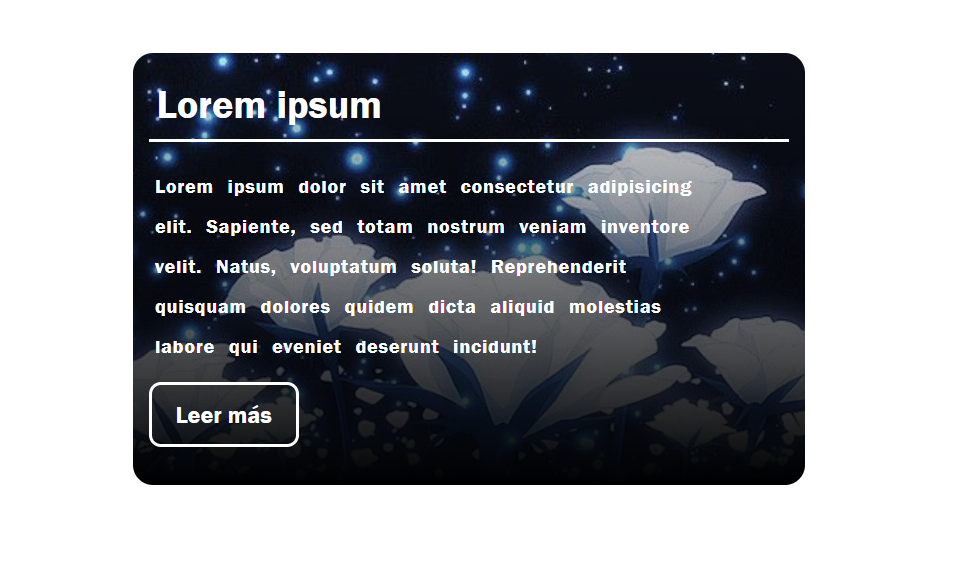 Lorem ipsum
Lorem ipsum dolor sit amet consectetur adipisicing
elit. Sapiente, sed totam nostrum veniam inventore
velit. Natus, voluptatum soluta! Reprehenderit
quisquam dolores quidem dicta aliquid molestias
labore qui eveniet deserunt incidunt!
Leer más